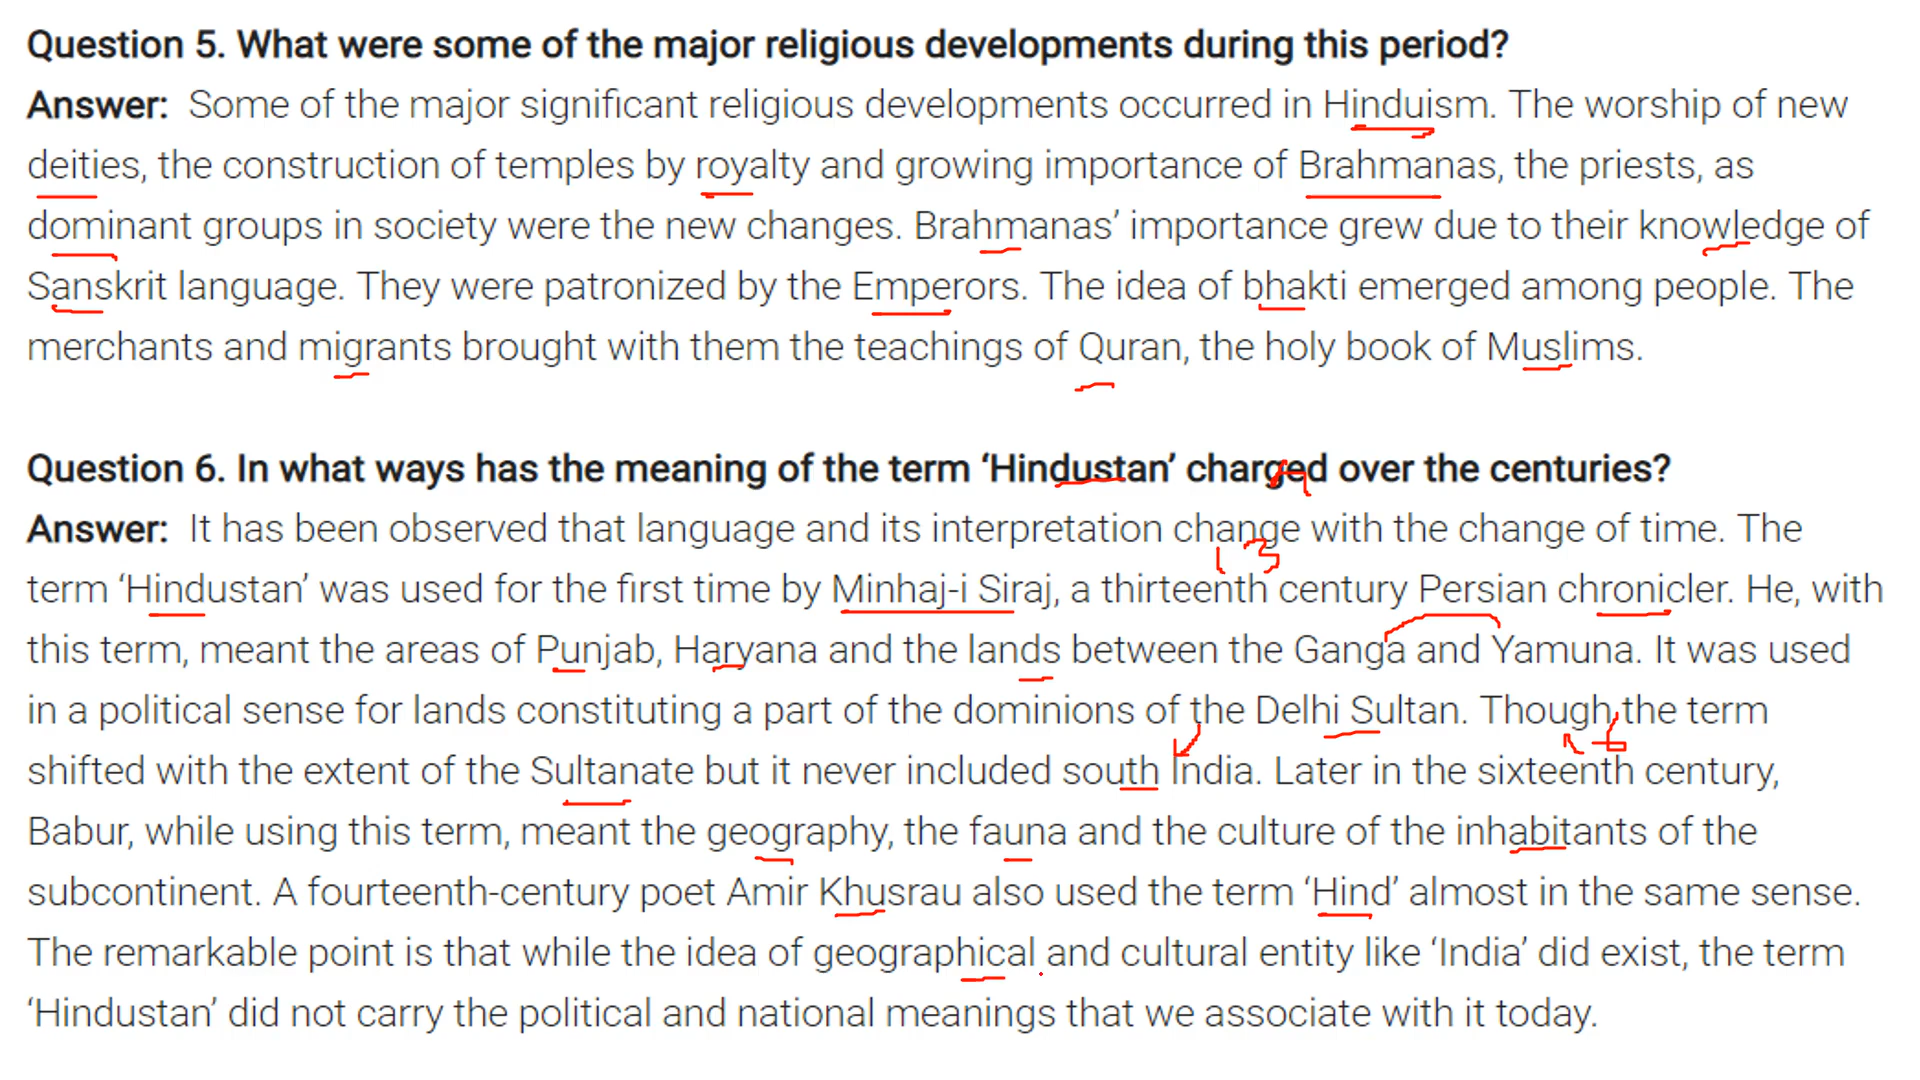 Question 5. What were some of the major religious developments during this period?
Answer: Some of the major significant religious developments occurred in Hinduism. The worship of new
deities, the construction of temples by royalty and growing importance of Brahmanas, the priests, as
dominant groups in society were the new changes. Brahmanas’ importance grew due to their knowledge of
Sanskrit language. They were patronized by the Emperors. The idea of bhakti emerged among people. The
merchants and migrants brought with them the teachings of Quran, the holy book of Muslims.
Question 6. In what ways has the meaning of the term ‘Hindustan’ charged over the centuries?
Answer: It has been observed that language and its interpretation change with the change of time. The
13
term ‘Hindustan’ was used for the first time by Minhaj-i Siraj, a thirteenth century Persian chronicler. He, with
this term, meant the areas of Punjab, Haryana and the lands between the Ganga and Yamuna. It was used
in a political sense for lands constituting a part of the dominions of the Delhi Sultan. Though the term
shifted with the extent of the Sultanate but it never included south India. Later in the sixteenth century,
Babur, while using this term, meant the geography, the fauna and the culture of the inhabitants of the
subcontinent. A fourteenth-century poet Amir Khusrau also used the term ‘Hind’ almost in the same sense.
The remarkable point is that while the idea of geographical and cultural entity like ‘India’ did exist, the term
‘Hindustan’ did not carry the political and national meanings that we associate with it today.